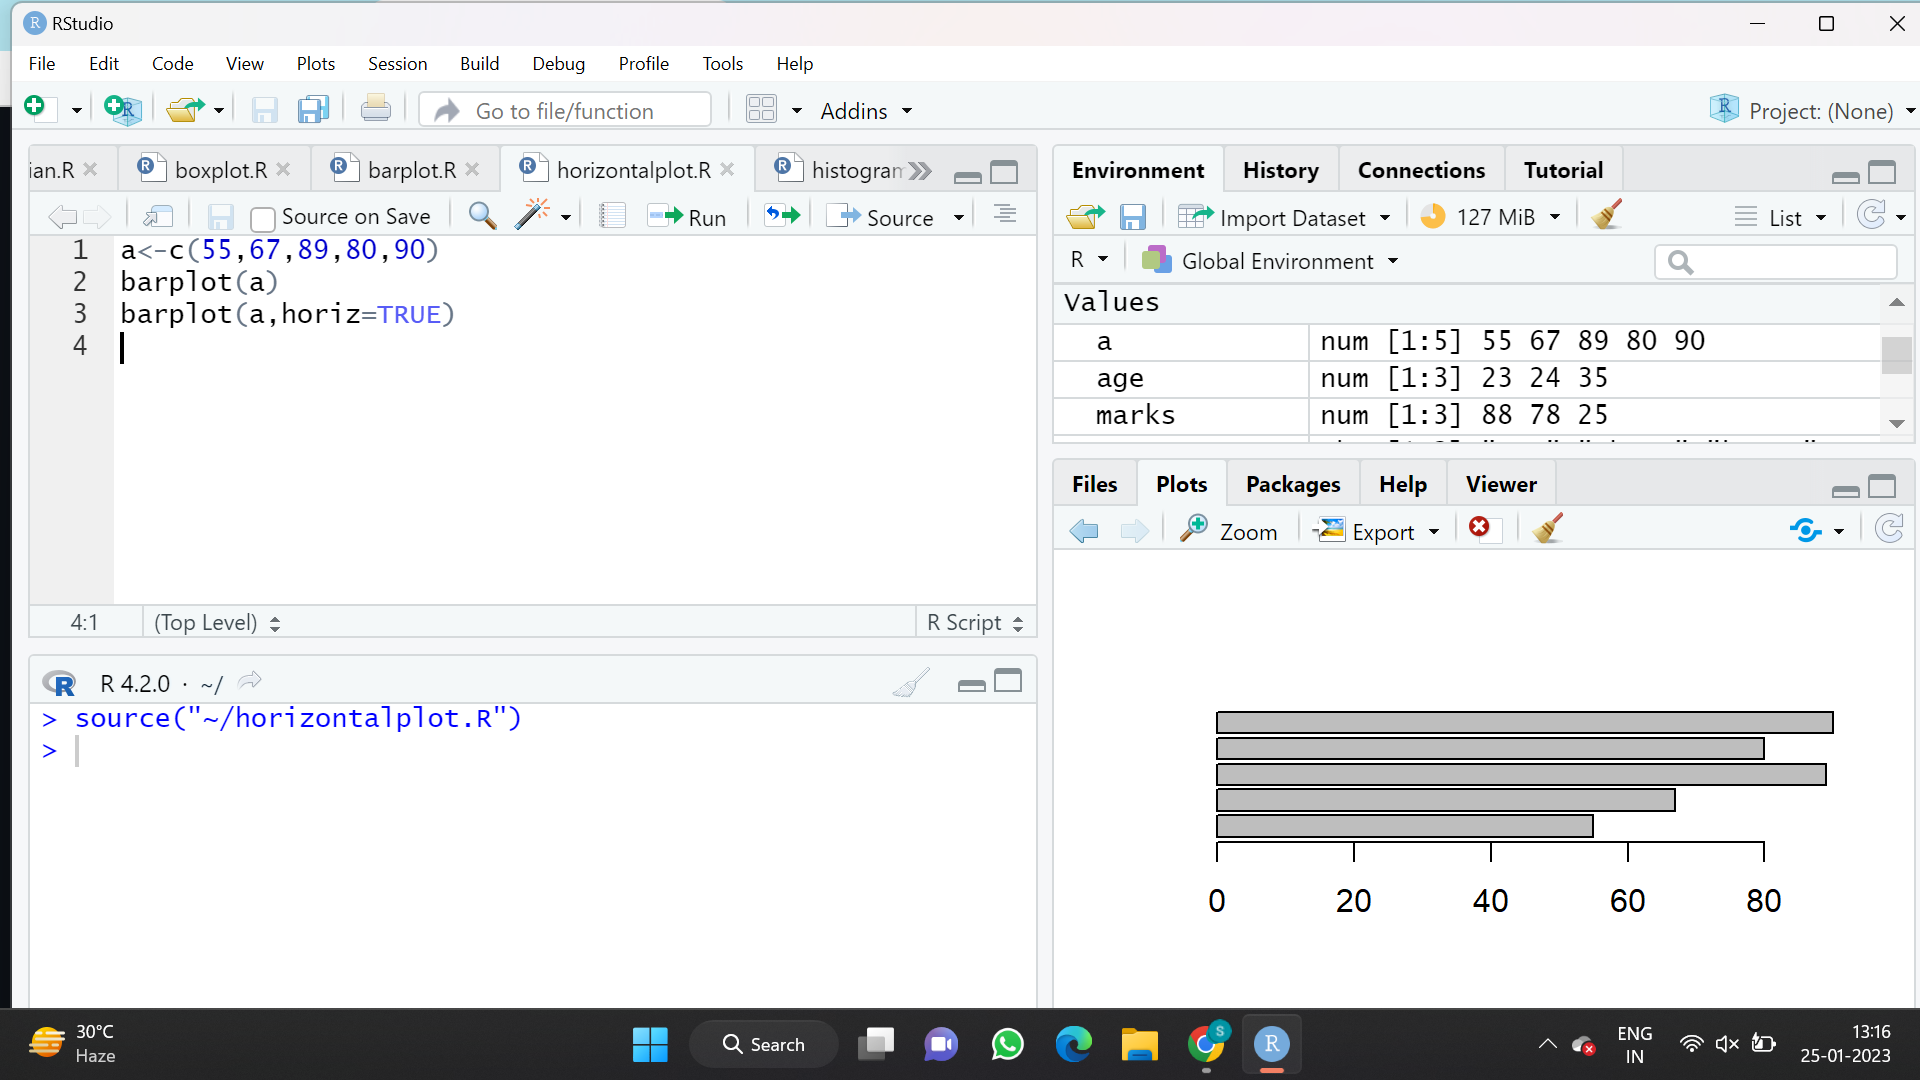 RStudio
File Edit Code View Plots Session Build Debug Profile Tools Help
Go to file/function Addins Project: (None)
ian.R boxplot.R barplot.R horizontalplot.R histogram
Source on Save Run Source
1 a<-c(55,67,89,80,90)
2 barplot(a)
3 barplot(a,horiz=TRUE)
4
4:1 (Top Level) R Script
R 4.2.0 · ~/
> source("~/horizontalplot.R")
>
Environment History Connections Tutorial
Import Dataset 127 MiB List
R Global Environment
Values
a num [1:5] 55 67 89 80 90
age num [1:3] 23 24 35
marks num [1:3] 88 78 25
Files Plots Packages Help Viewer
Zoom Export
0 20 40 60 80
30°C
Haze
Search
S
R
ENG
IN
13:16
25-01-2023